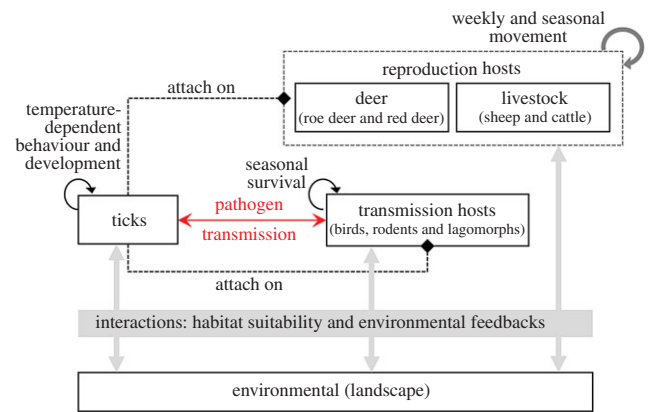 weekly and seasonal
movement
reproduction hosts
attach on
deer
(roe deer and red deer)
livestock
(sheep and cattle)
temperature-
dependent
behaviour and
development
seasonal
survival
ticks
pathogen
transmission
transmission hosts
(birds, rodents and lagomorphs)
attach on
interactions: habitat suitability and environmental feedbacks
environmental (landscape)